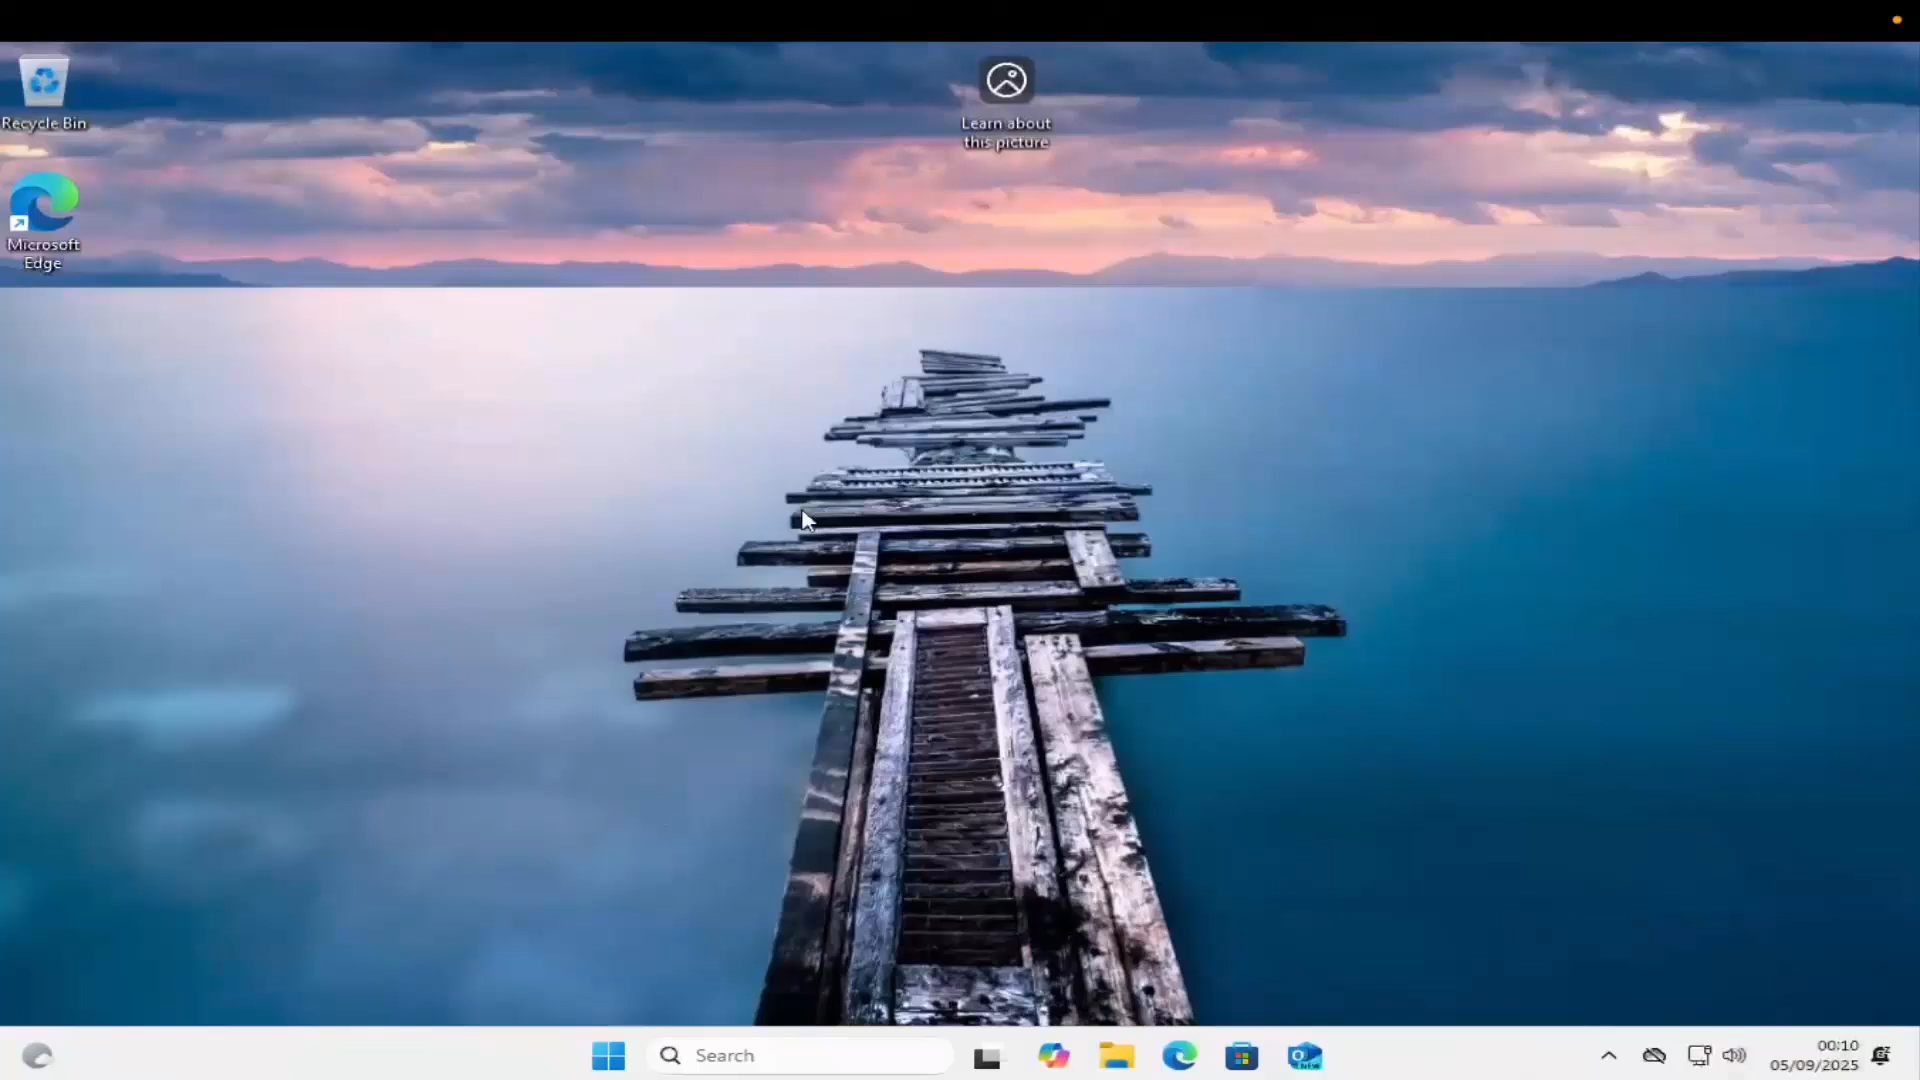 Recycle Bin
Learn about
this picture
Microsoft
Edge
Search
00:10
05/09/2025